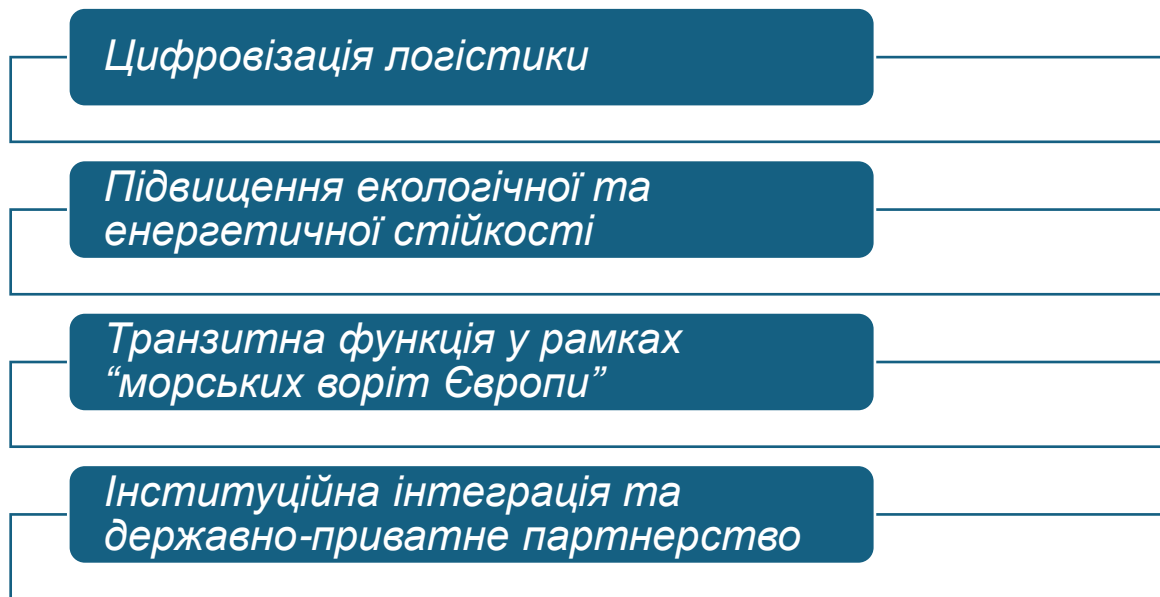 Цифровізація логістики
Підвищення екологічної та
енергетичної стійкості
Транзитна функція у рамках
“морських воріт Європи”
Інституційна інтеграція та
державно-приватне партнерство